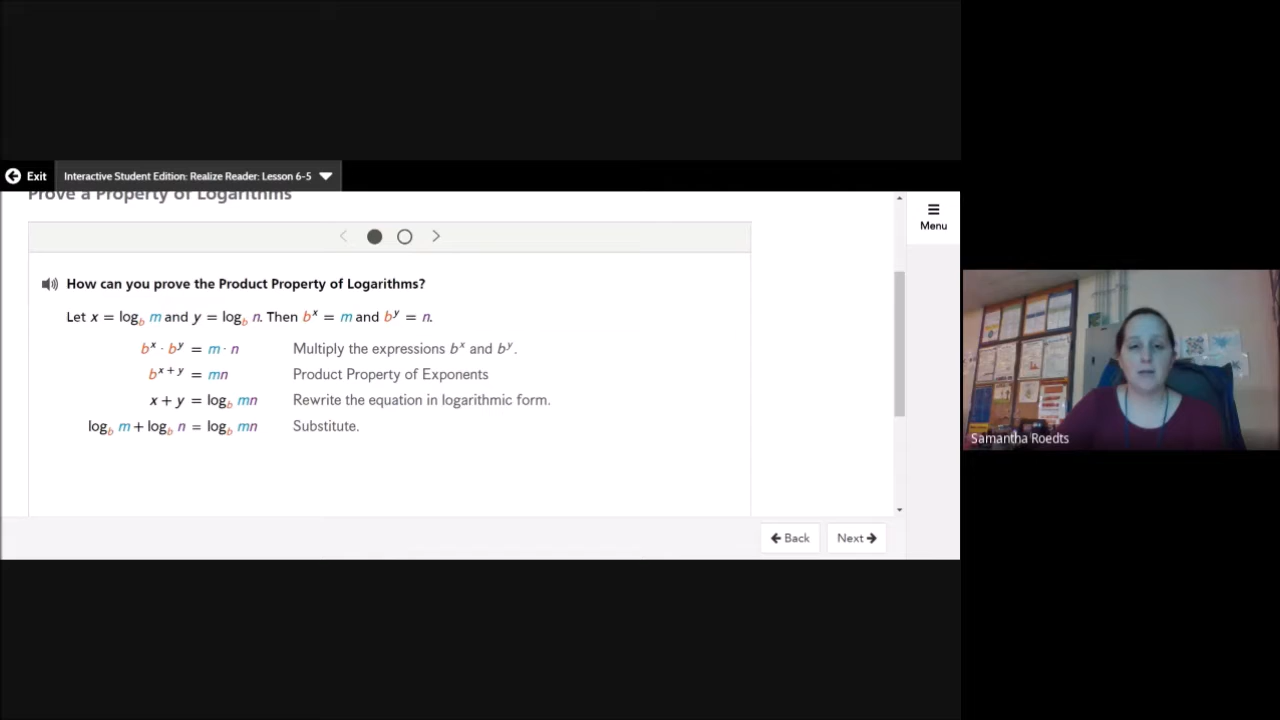 Exit
Interactive Student Edition: Realize Reader: Lesson 6-5
Prove a Property of Logarithms
Menu
How can you prove the Product Property of Logarithms?
Let x = log_b m and y = log_b n. Then b^x = m and b^y = n.
b^x · b^y = m · n Multiply the expressions b^x and b^y.
b^(x + y) = mn Product Property of Exponents
x + y = log_b mn Rewrite the equation in logarithmic form.
log_b m + log_b n = log_b mn Substitute.
Back
Next
Samantha Roedts